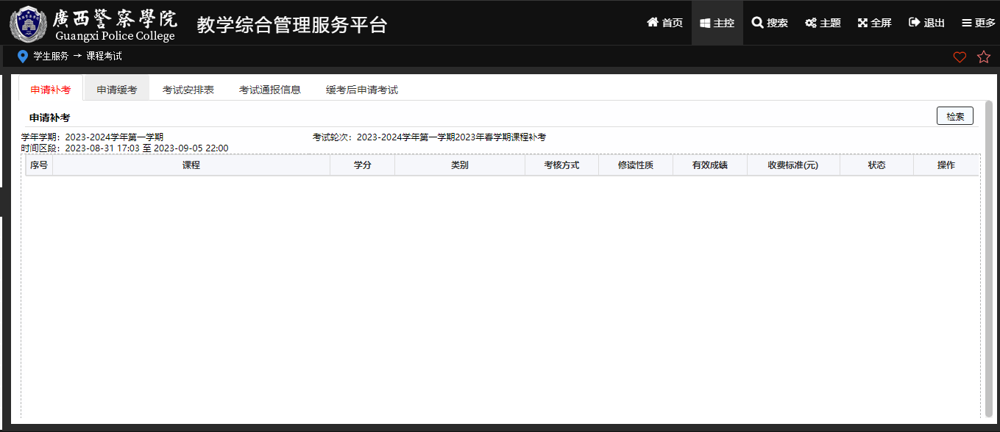 廣西警察學院
Guangxi Police College
教学综合管理服务平台
首页 主控 搜索 主题 全屏 退出 更多
学生服务 → 课程考试
申请补考 申请缓考 考试安排表 考试通报信息 缓考后申请考试
申请补考 检索
学年学期：2023-2024学年第一学期 考试轮次：2023-2024学年第一学期2023年春学期课程补考
时间区段：2023-08-31 17:03 至 2023-09-05 22:00
序号 课程 学分 类别 考核方式 修读性质 有效成绩 收费标准(元) 状态 操作